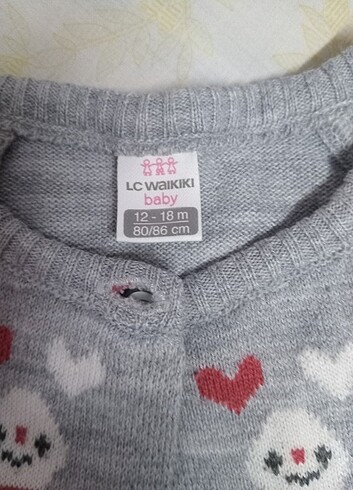 LC WAIKIKI
baby
12 - 18 m
80/86 cm